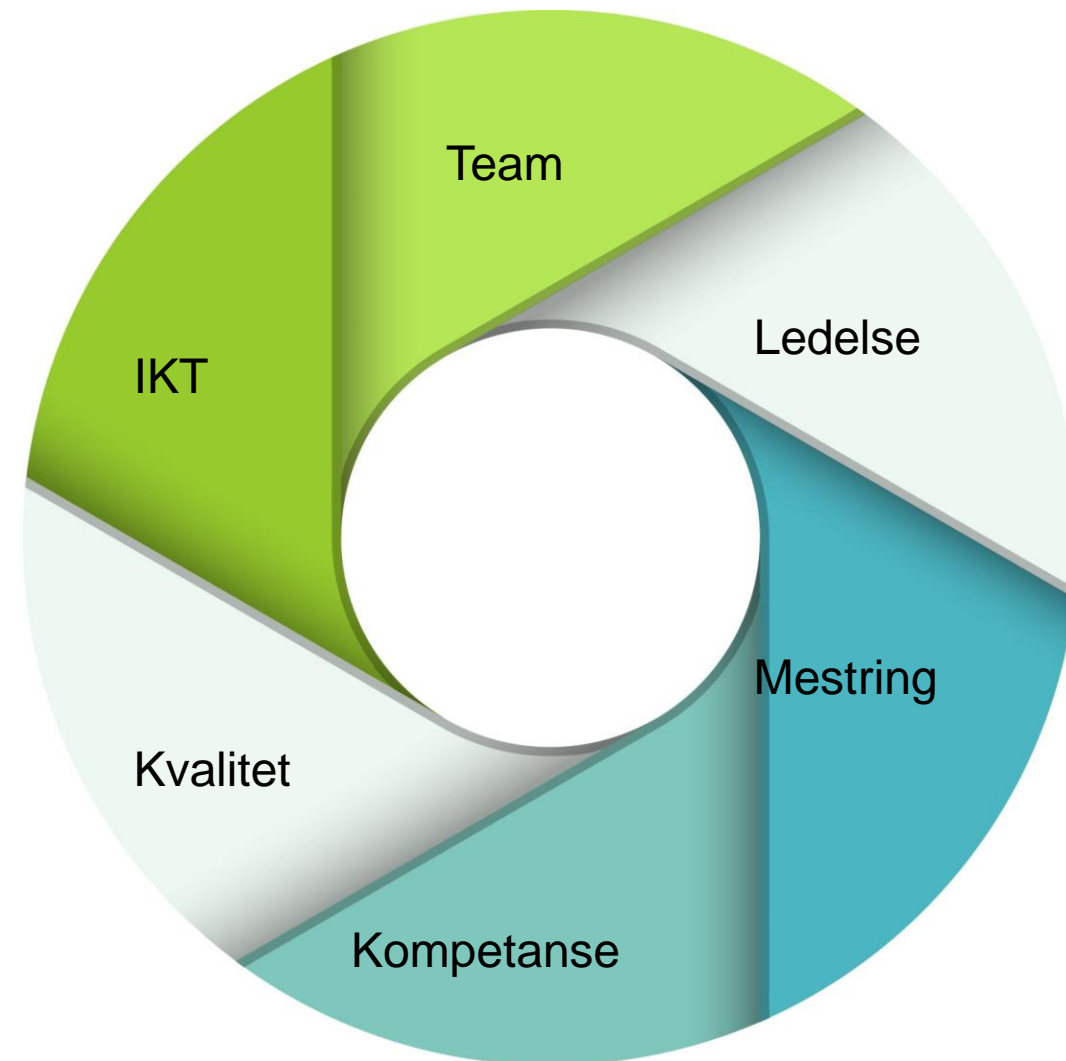 Team
Ledelse
IKT
Mestring
Kvalitet
Kompetanse